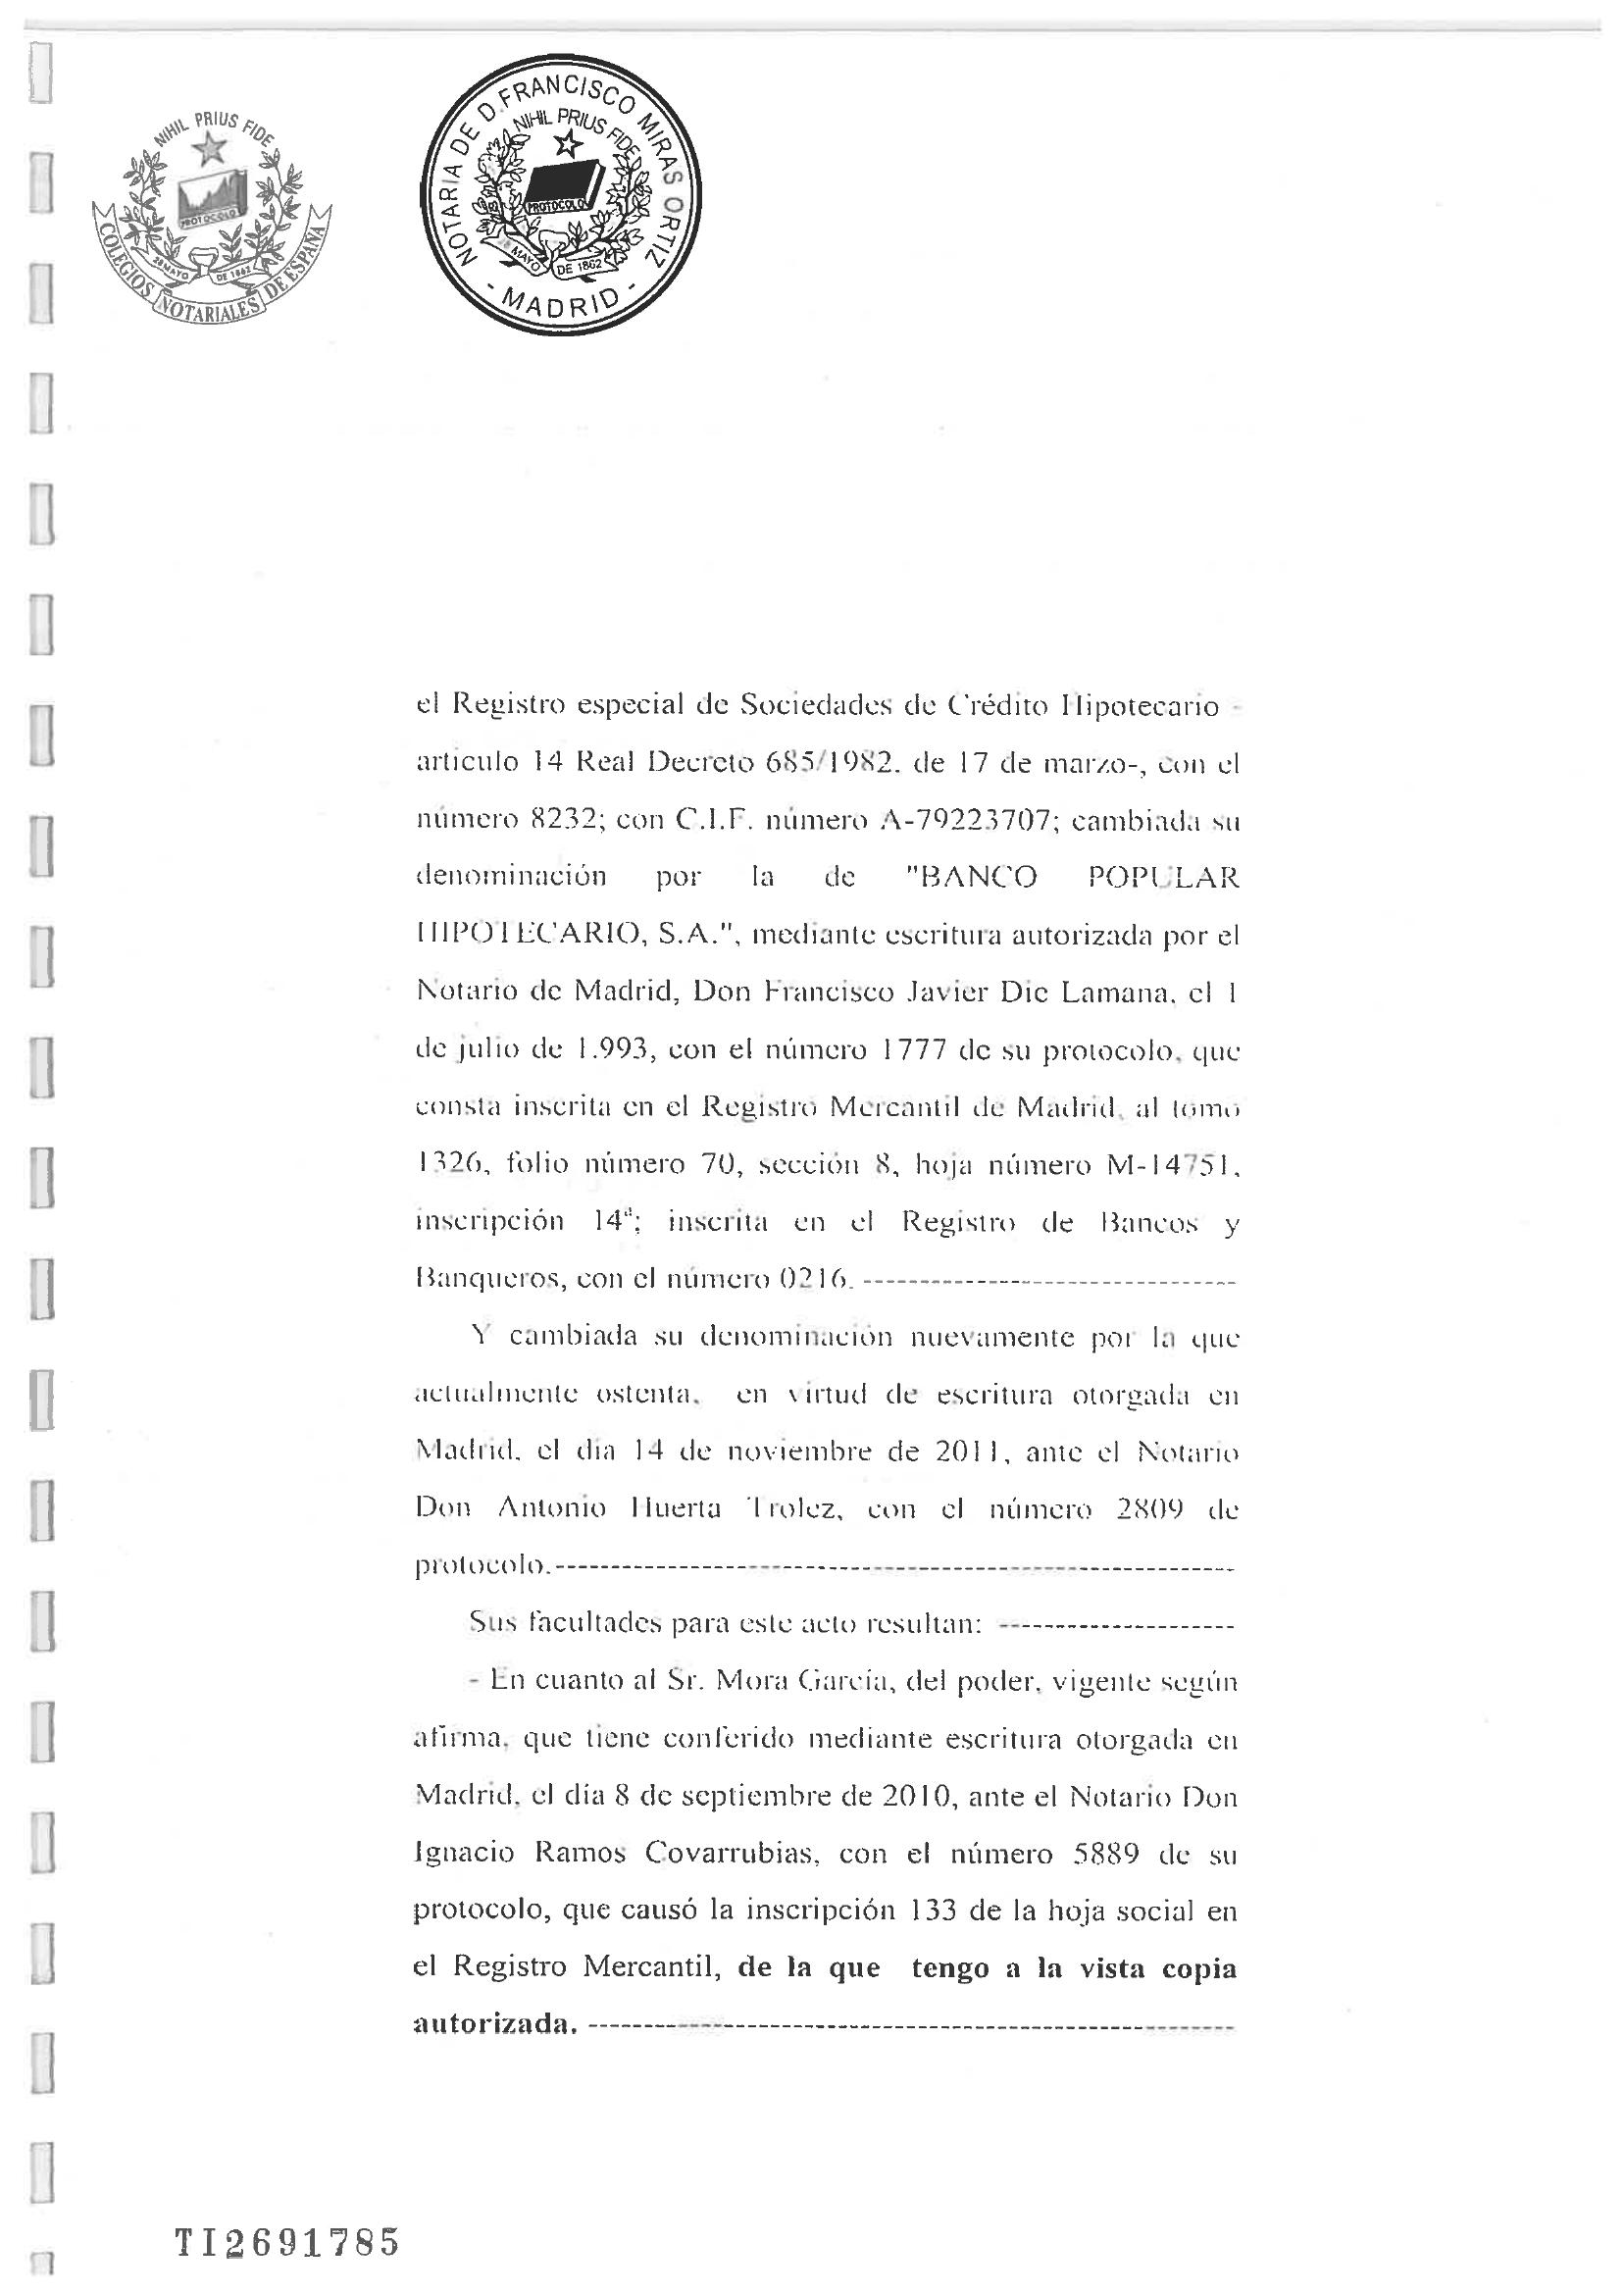 NIHIL PRIUS FIDE
PROTOCOLO
28 MAYO DE 1862
COLEGIOS NOTARIALES DE ESPAÑA
NOTARIA DE D. FRANCISCO MIRAS ORTIZ
NIHIL PRIUS FIDE
PROTOCOLO
28 MAYO DE 1862
- MADRID -
el Registro especial de Sociedades de Crédito Hipotecario -
articulo 14 Real Decreto 685/1982. de 17 de marzo-, con el
número 8232; con C.I.F. número A-79223707; cambiada su
denominación por la de "BANCO POPULAR
HIPOTECARIO, S.A.", mediante escritura autorizada por el
Notario de Madrid, Don Francisco Javier Die Lamana, el 1
de julio de 1.993, con el número 1777 de su protocolo, que
consta inscrita en el Registro Mercantil de Madrid, al tomo
1326, folio número 70, sección 8, hoja número M-14751,
inscripción 14ª; inscrita en el Registro de Bancos y
Banqueros, con el número 0216. ---------------------------------
Y cambiada su denominación nuevamente por la que
actualmente ostenta, en virtud de escritura otorgada en
Madrid, el dia 14 de noviembre de 2011, ante el Notario
Don Antonio Huerta Trolez, con el número 2809 de
protocolo.------------------------------------------------------------
Sus facultades para este acto resultan: ---------------------
- En cuanto al Sr. Mora García, del poder, vigente según
afirma, que tiene conferido mediante escritura otorgada en
Madrid, el día 8 de septiembre de 2010, ante el Notario Don
Ignacio Ramos Covarrubias, con el número 5889 de su
protocolo, que causó la inscripción 133 de la hoja social en
el Registro Mercantil, de la que tengo a la vista copia
autorizada. ---------------------------------------------------------
TI2691785